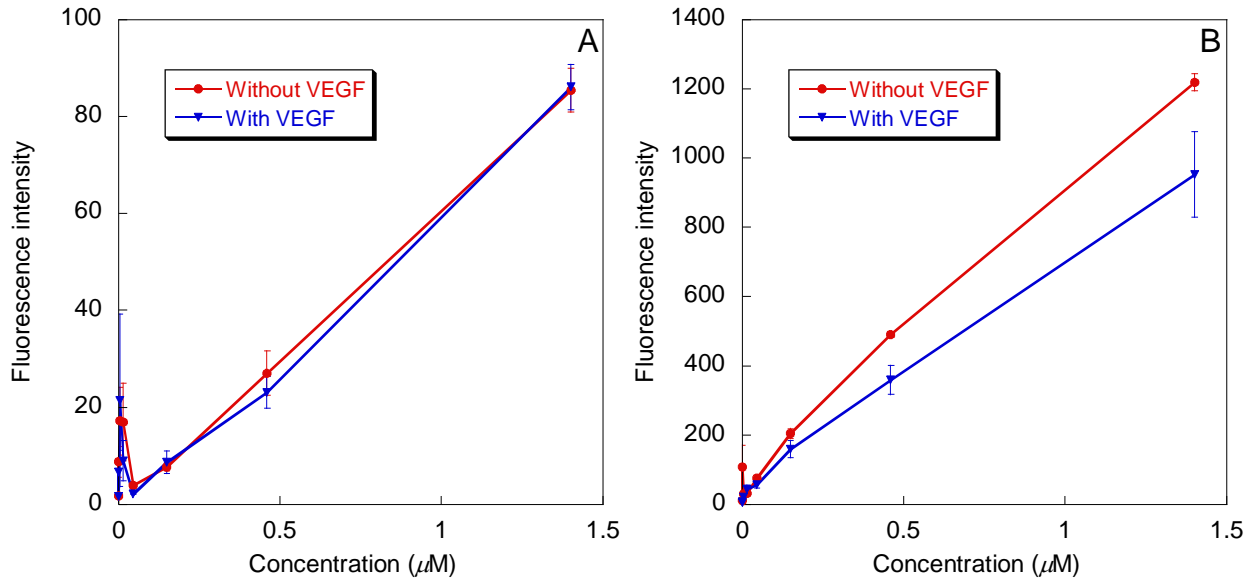 A
Without VEGF
With VEGF
Fluorescence intensity
100
80
60
40
20
0
0
0.5
1
1.5
Concentration (μM)
B
Without VEGF
With VEGF
Fluorescence intensity
1400
1200
1000
800
600
400
200
0
0
0.5
1
1.5
Concentration (μM)